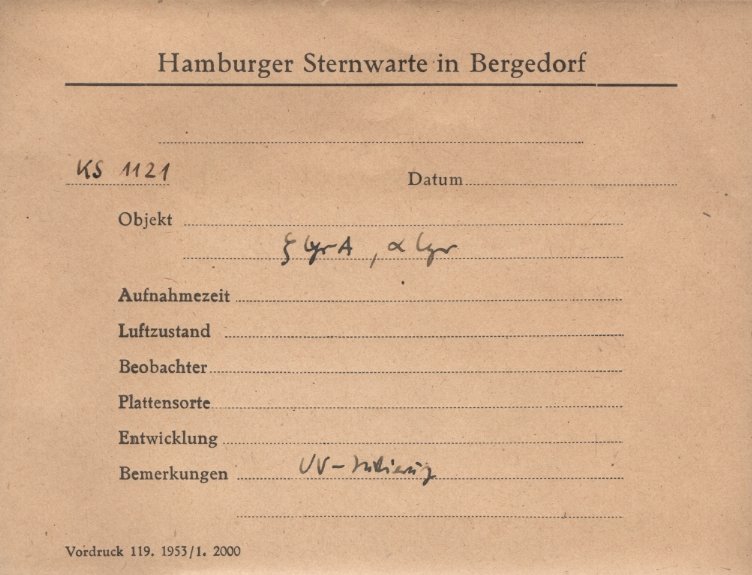 Hamburger Sternwarte in Bergedorf
KS 1121
Datum
Objekt
ζ Lyr A, α Lyr
Aufnahmezeit
Luftzustand
Beobachter
Plattensorte
Entwicklung
Bemerkungen UV-
Vordruck 119. 1953/1. 2000